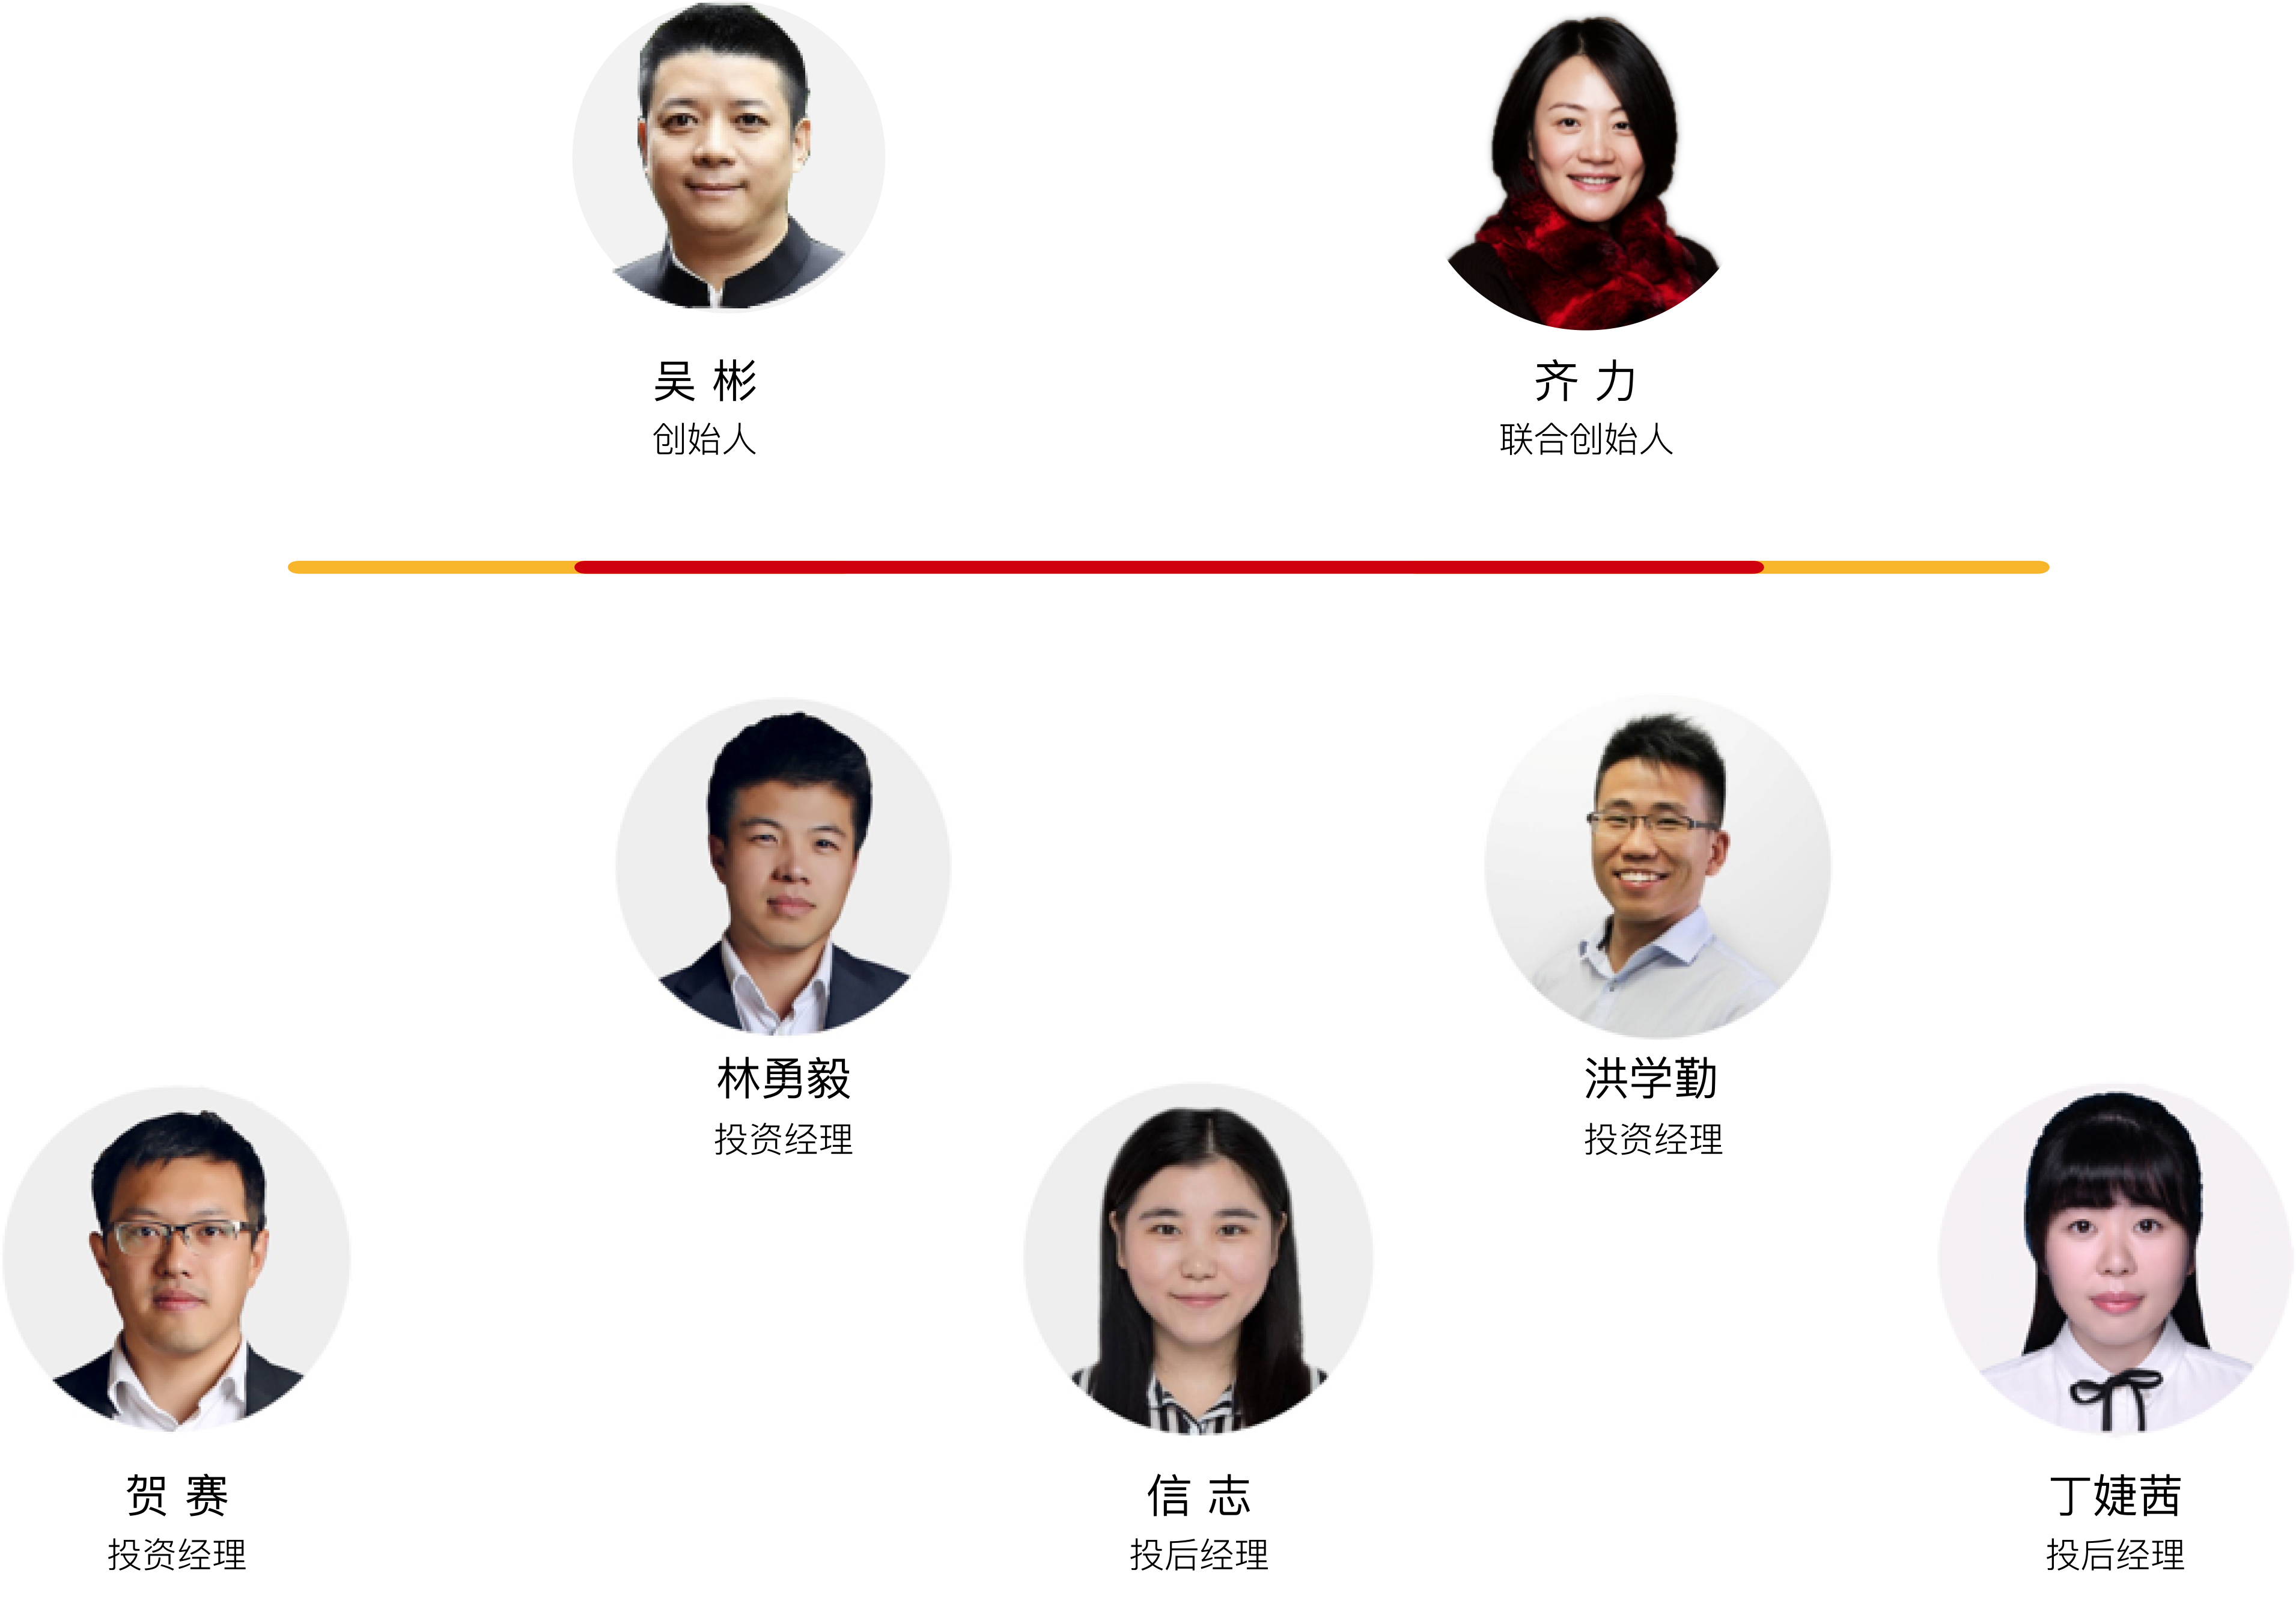 吴 彬
创始人
齐 力
联合创始人
林勇毅
投资经理
洪学勤
投资经理
贺 赛
投资经理
信 志
投后经理
丁婕茜
投后经理